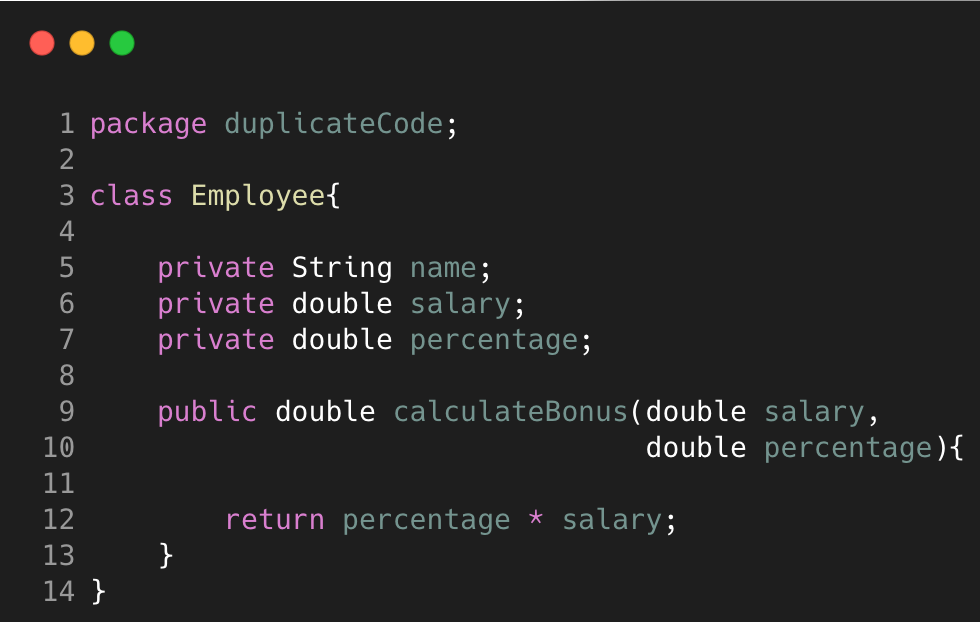 1 package duplicateCode;
2
3 class Employee{
4
5     private String name;
6     private double salary;
7     private double percentage;
8
9     public double calculateBonus(double salary,
10                                  double percentage){
11
12         return percentage * salary;
13     }
14 }